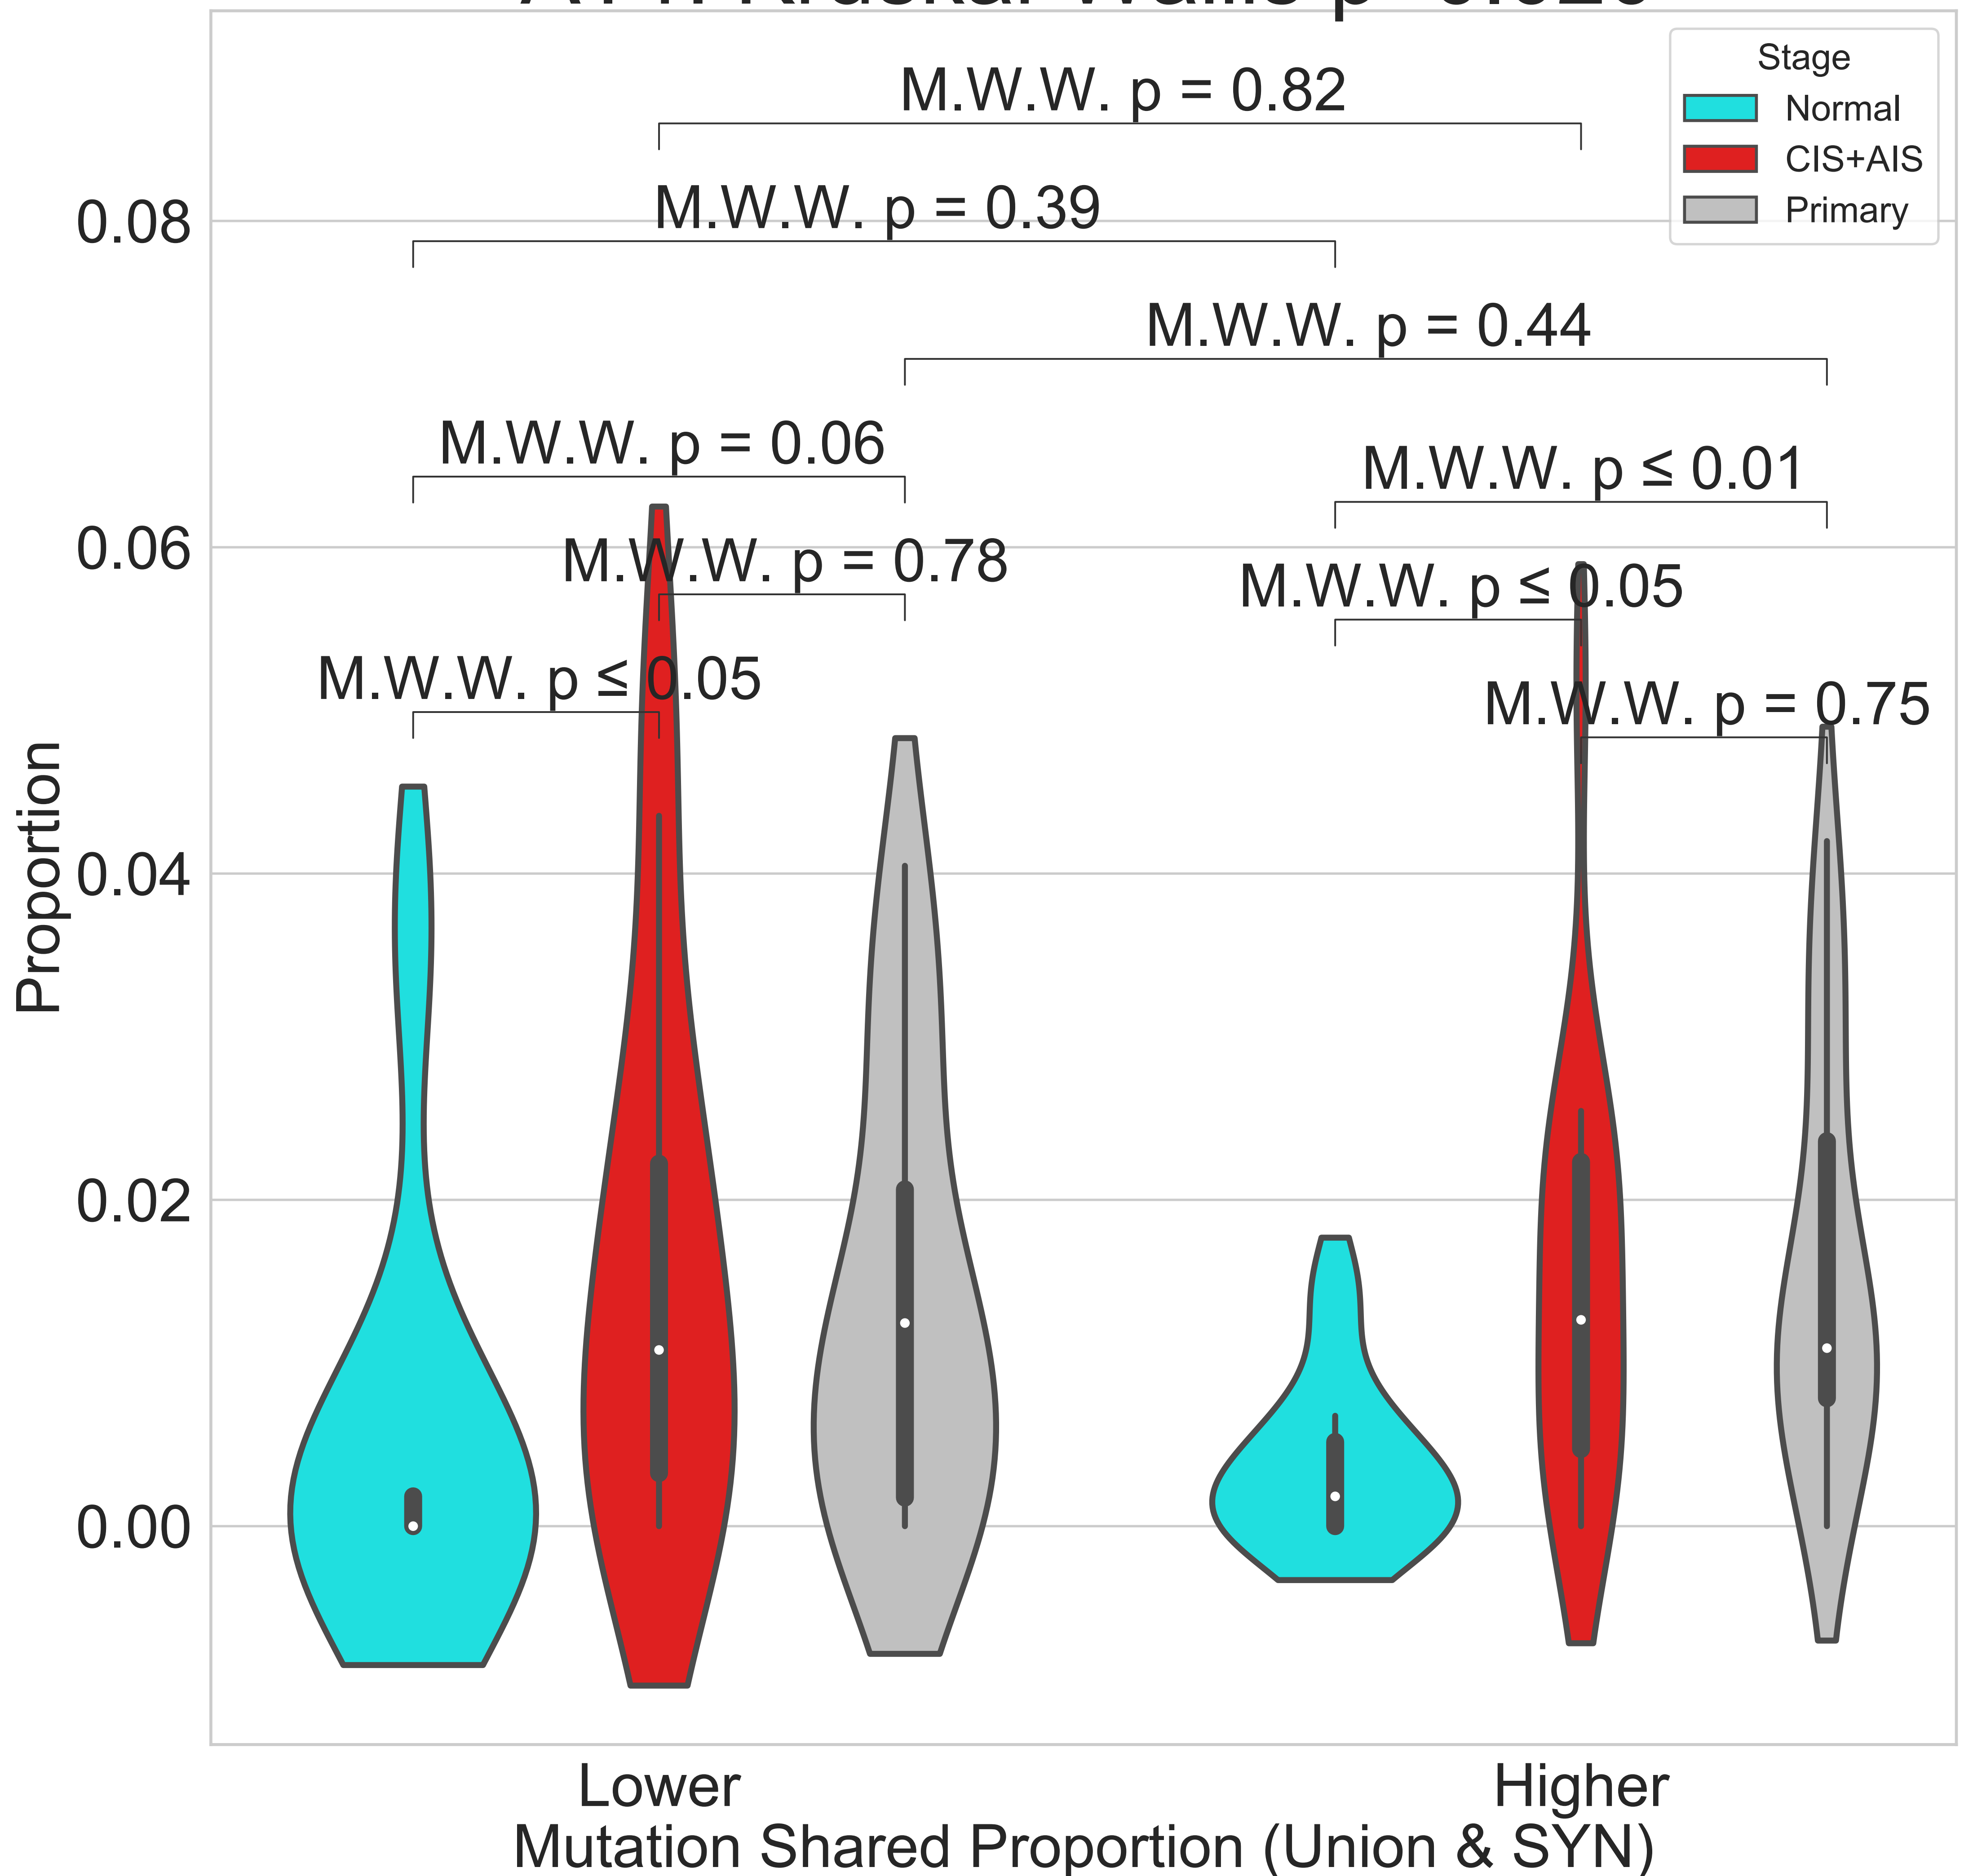 Stage
Normal
CIS+AIS
Primary
M.W.W. p = 0.82
M.W.W. p = 0.39
M.W.W. p = 0.44
M.W.W. p = 0.06
M.W.W. p ≤ 0.01
M.W.W. p = 0.78
M.W.W. p ≤ 0.05
M.W.W. p ≤ 0.05
M.W.W. p = 0.75
0.08
0.06
0.04
0.02
0.00
Proportion
Lower
Higher
Mutation Shared Proportion (Union & SYN)